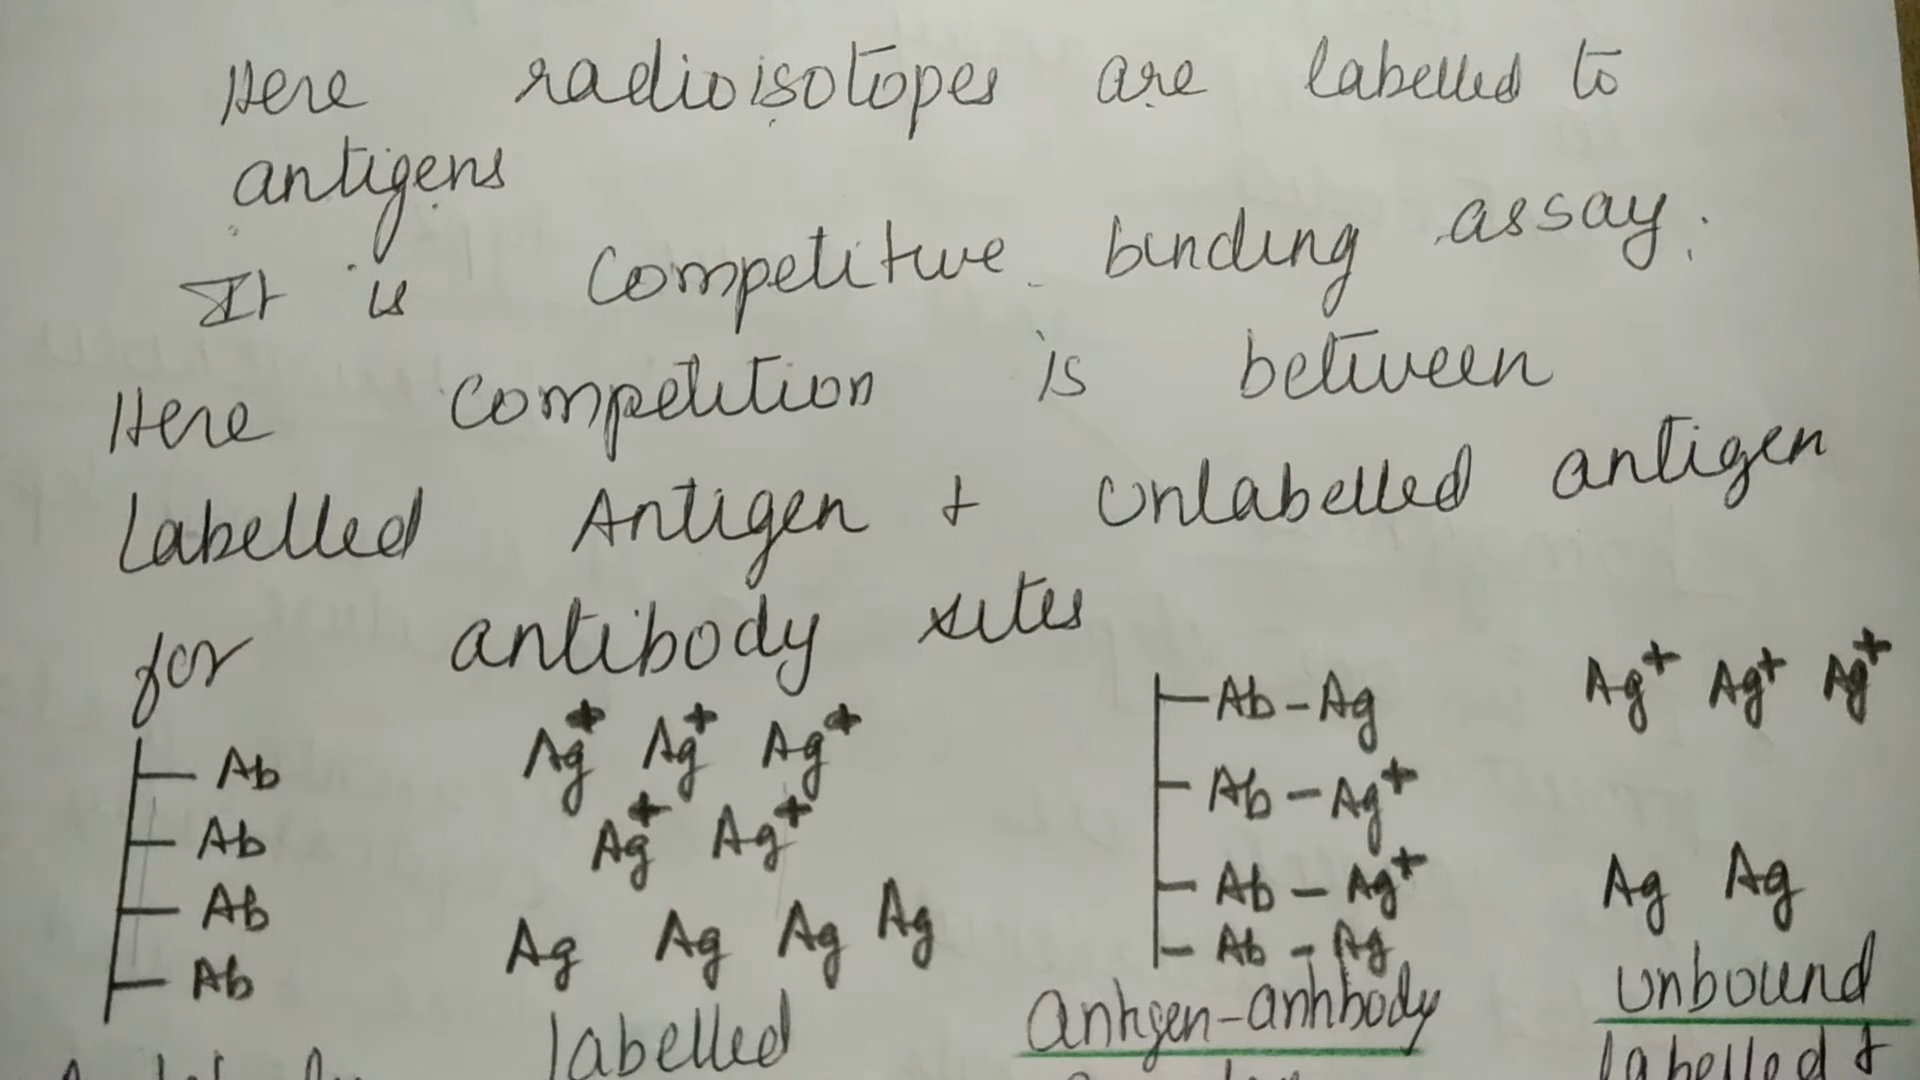 Here radioisotopes are labelled to
antigens
It is Competitive binding assay.
Here Competition is between
Labelled Antigen + Unlabelled antigen
for antibody sites
Ab
Ab
Ab
Ab
Ag+ Ag+ Ag+
Ag+ Ag+
Ag Ag Ag Ag
labelled
Ab-Ag
Ab-Ag+
Ab-Ag+
Ab-Ag
antigen-antibody
Ag+ Ag+ Ag+
Ag Ag
Unbound
labelled +